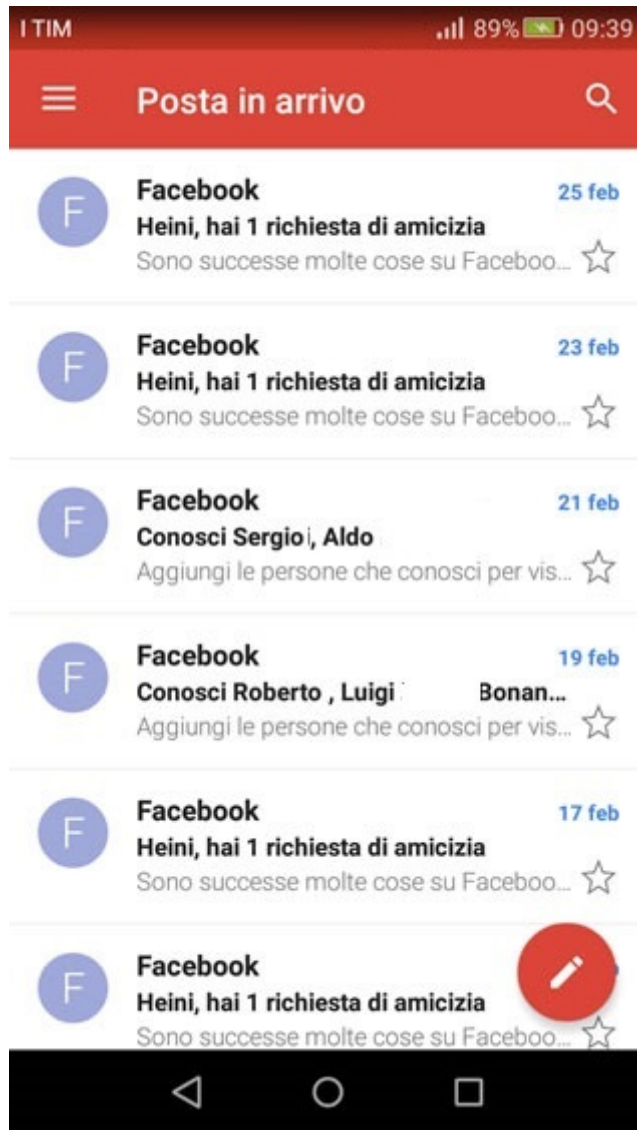 I TIM 89% 09:39
Posta in arrivo
F Facebook 25 feb
Heini, hai 1 richiesta di amicizia
Sono successe molte cose su Faceboo...
F Facebook 23 feb
Heini, hai 1 richiesta di amicizia
Sono successe molte cose su Faceboo...
F Facebook 21 feb
Conosci Sergio, Aldo
Aggiungi le persone che conosci per vis...
F Facebook 19 feb
Conosci Roberto , Luigi Bonan...
Aggiungi le persone che conosci per vis...
F Facebook 17 feb
Heini, hai 1 richiesta di amicizia
Sono successe molte cose su Faceboo...
F Facebook
Heini, hai 1 richiesta di amicizia
Sono successe molte cose su Faceboo...